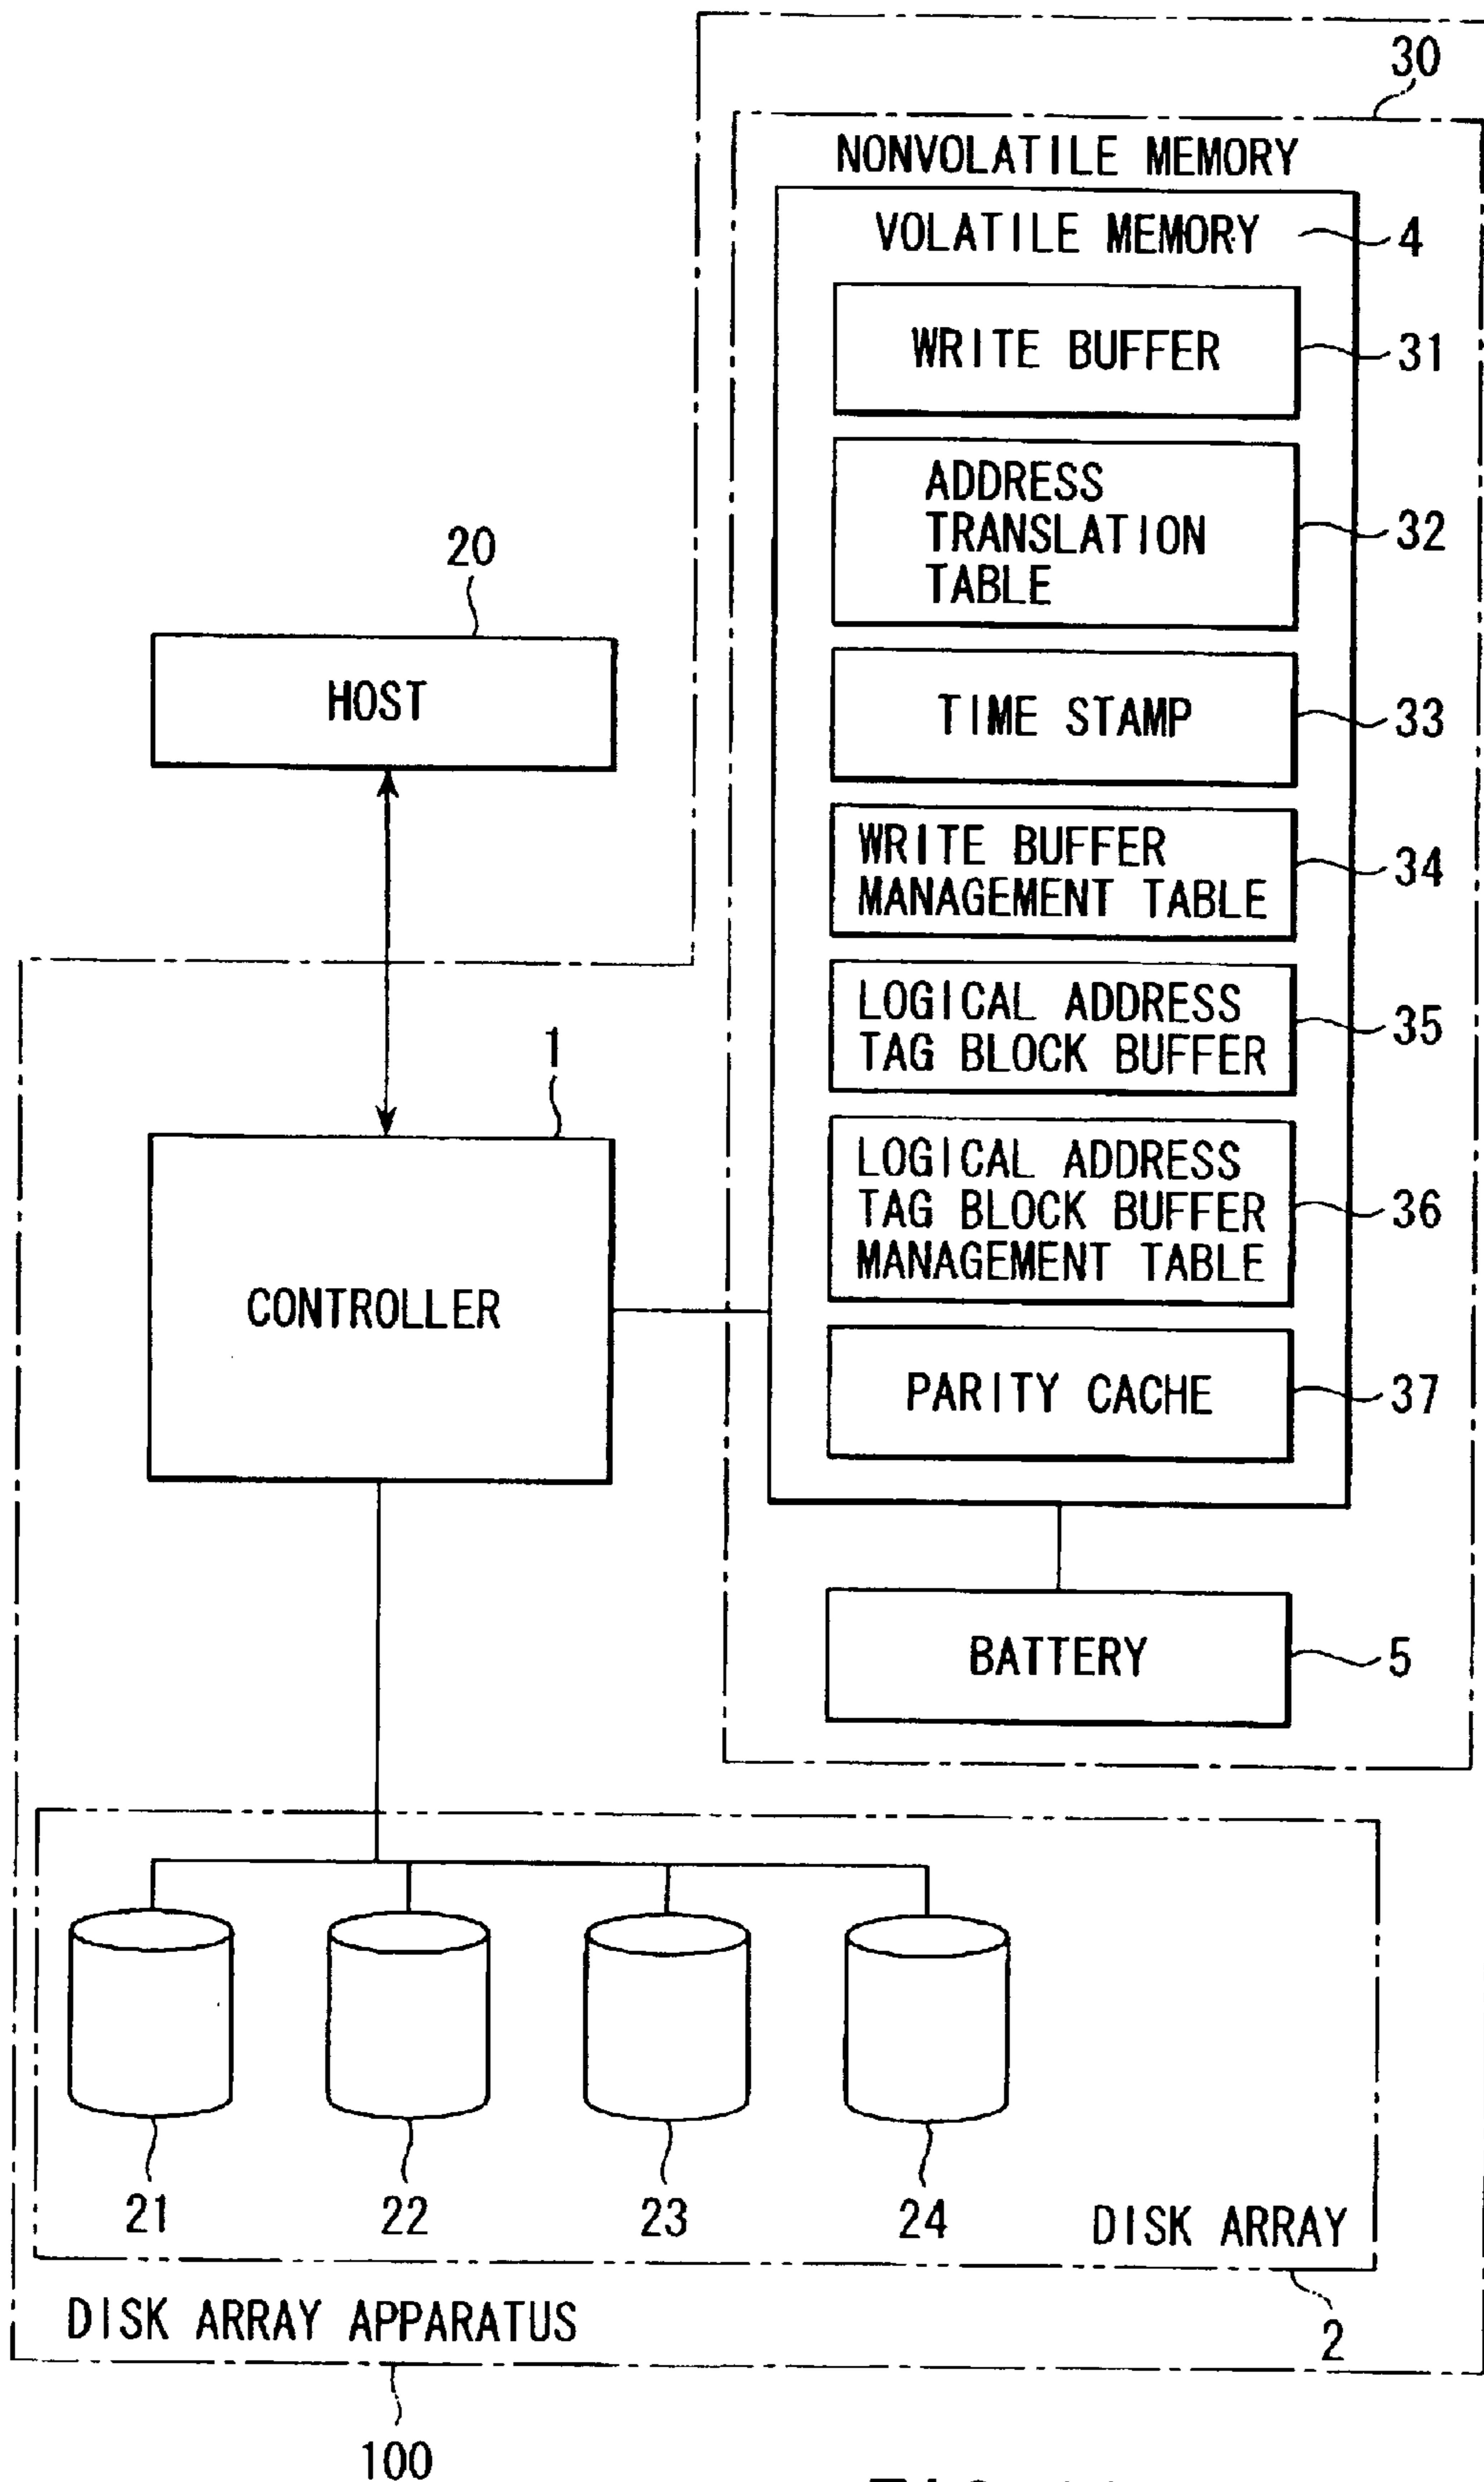 30
NONVOLATILE MEMORY
VOLATILE MEMORY
4
WRITE BUFFER
31
ADDRESS
TRANSLATION
TABLE
32
20
HOST
TIME STAMP
33
WRITE BUFFER
MANAGEMENT TABLE
34
LOGICAL ADDRESS
TAG BLOCK BUFFER
35
1
CONTROLLER
LOGICAL ADDRESS
TAG BLOCK BUFFER
MANAGEMENT TABLE
36
PARITY CACHE
37
BATTERY
5
21
22
23
24
DISK ARRAY
DISK ARRAY APPARATUS
2
100